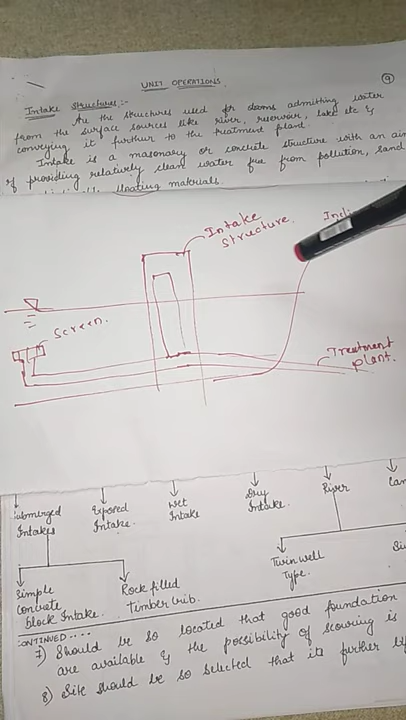 UNIT OPERATIONS
9
Intake Structures:-
Are the structures used for doems admitting water
from the surface sources like river, reservoir, lake etc &
conveying it further to the treatment plant.
Intake is a masonary or concrete structure with an aim
of providing relatively clean water free from pollution, sand
floating materials.
Intake
Structure.
Incli
Screen.
Treatment
plant.
Submerged
Intakes
Exposed
Intake.
Wet
Intake
Dry
Intake.
River
Can
Simple
Concrete
block Intake.
Rock filled
Timber Crib.
Twin well
Type.
CONTINUED.....
7) Should be so located that good foundation
are available & the possibility of scouring is
8) Site should be so selected that its further